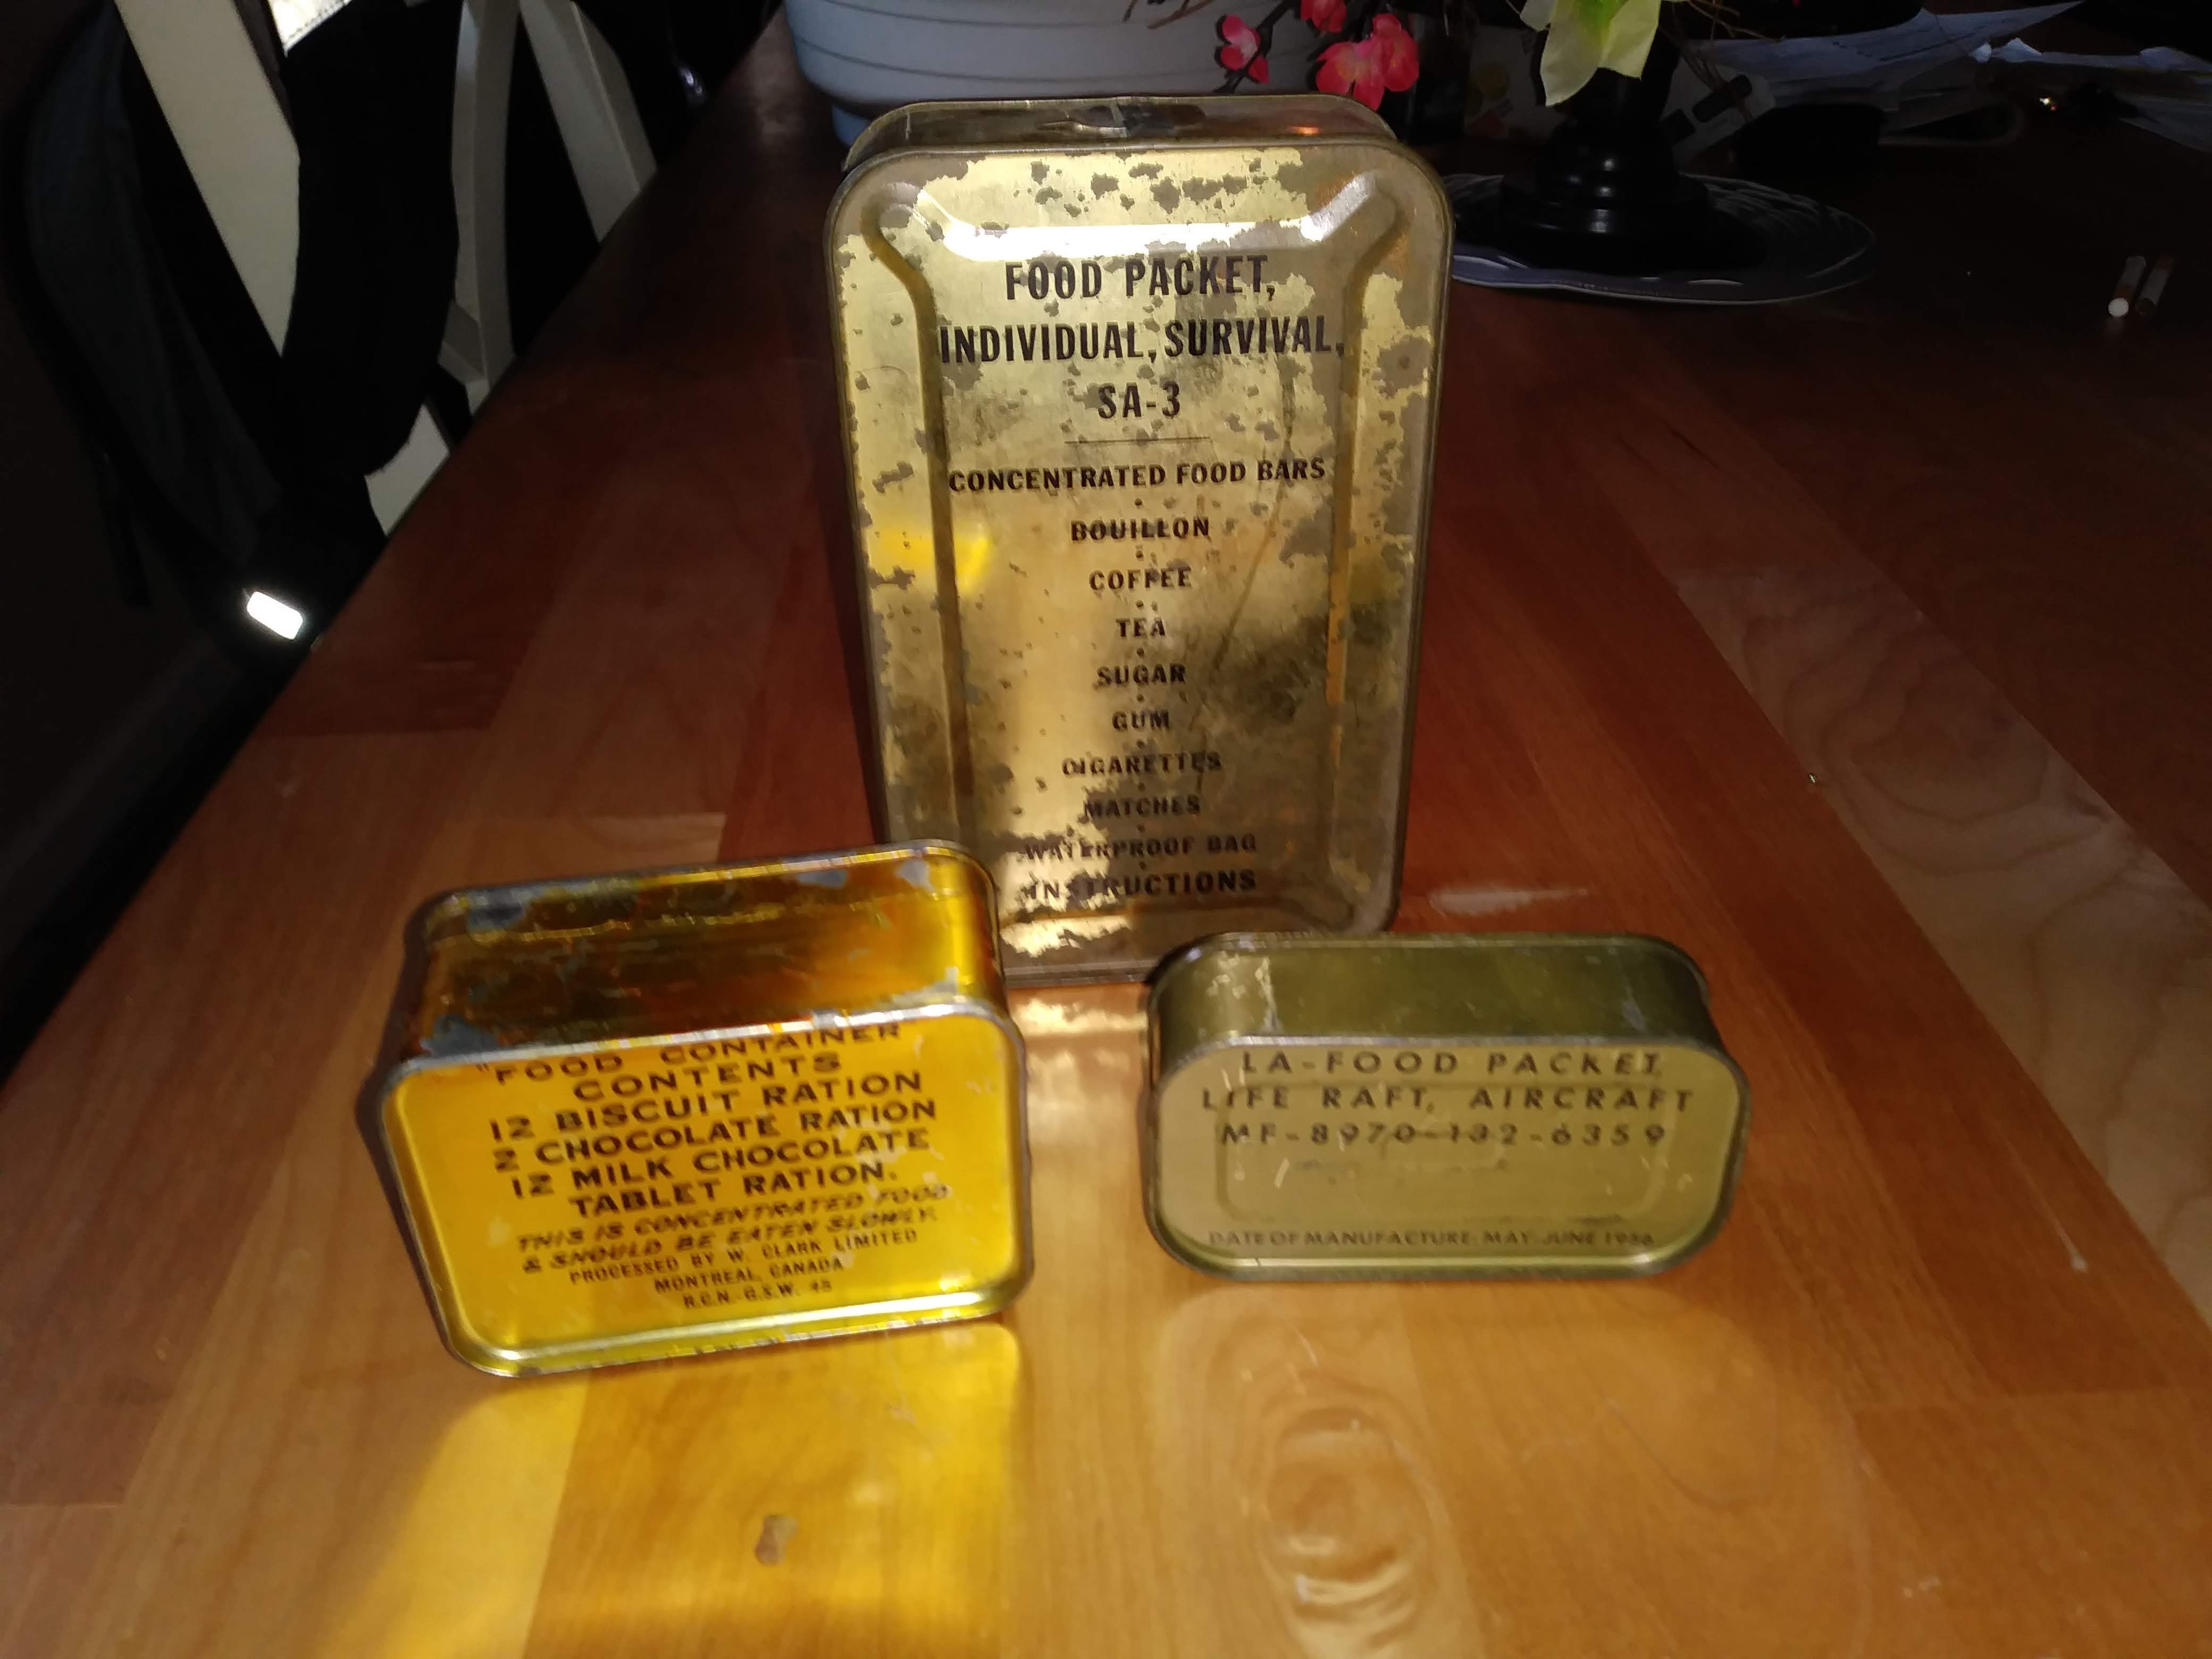 FOOD PACKET,
INDIVIDUAL, SURVIVAL,
SA-3
CONCENTRATED FOOD BARS
BOUILLON
COFFEE
TEA
SUGAR
GUM
CIGARETTES
MATCHES
WATERPROOF BAG
INSTRUCTIONS
"FOOD CONTAINER
CONTENTS
12 BISCUIT RATION
2 CHOCOLATE RATION
12 MILK CHOCOLATE
TABLET RATION.
THIS IS CONCENTRATED FOOD
& SHOULD BE EATEN SLOWLY.
PROCESSED BY W. CLARK LIMITED
MONTREAL, CANADA
R.C.N.-G.S.W. 45
LA-FOOD PACKET,
LIFE RAFT, AIRCRAFT
MF-8970-132-6359
DATE OF MANUFACTURE: MAY-JUNE 1956